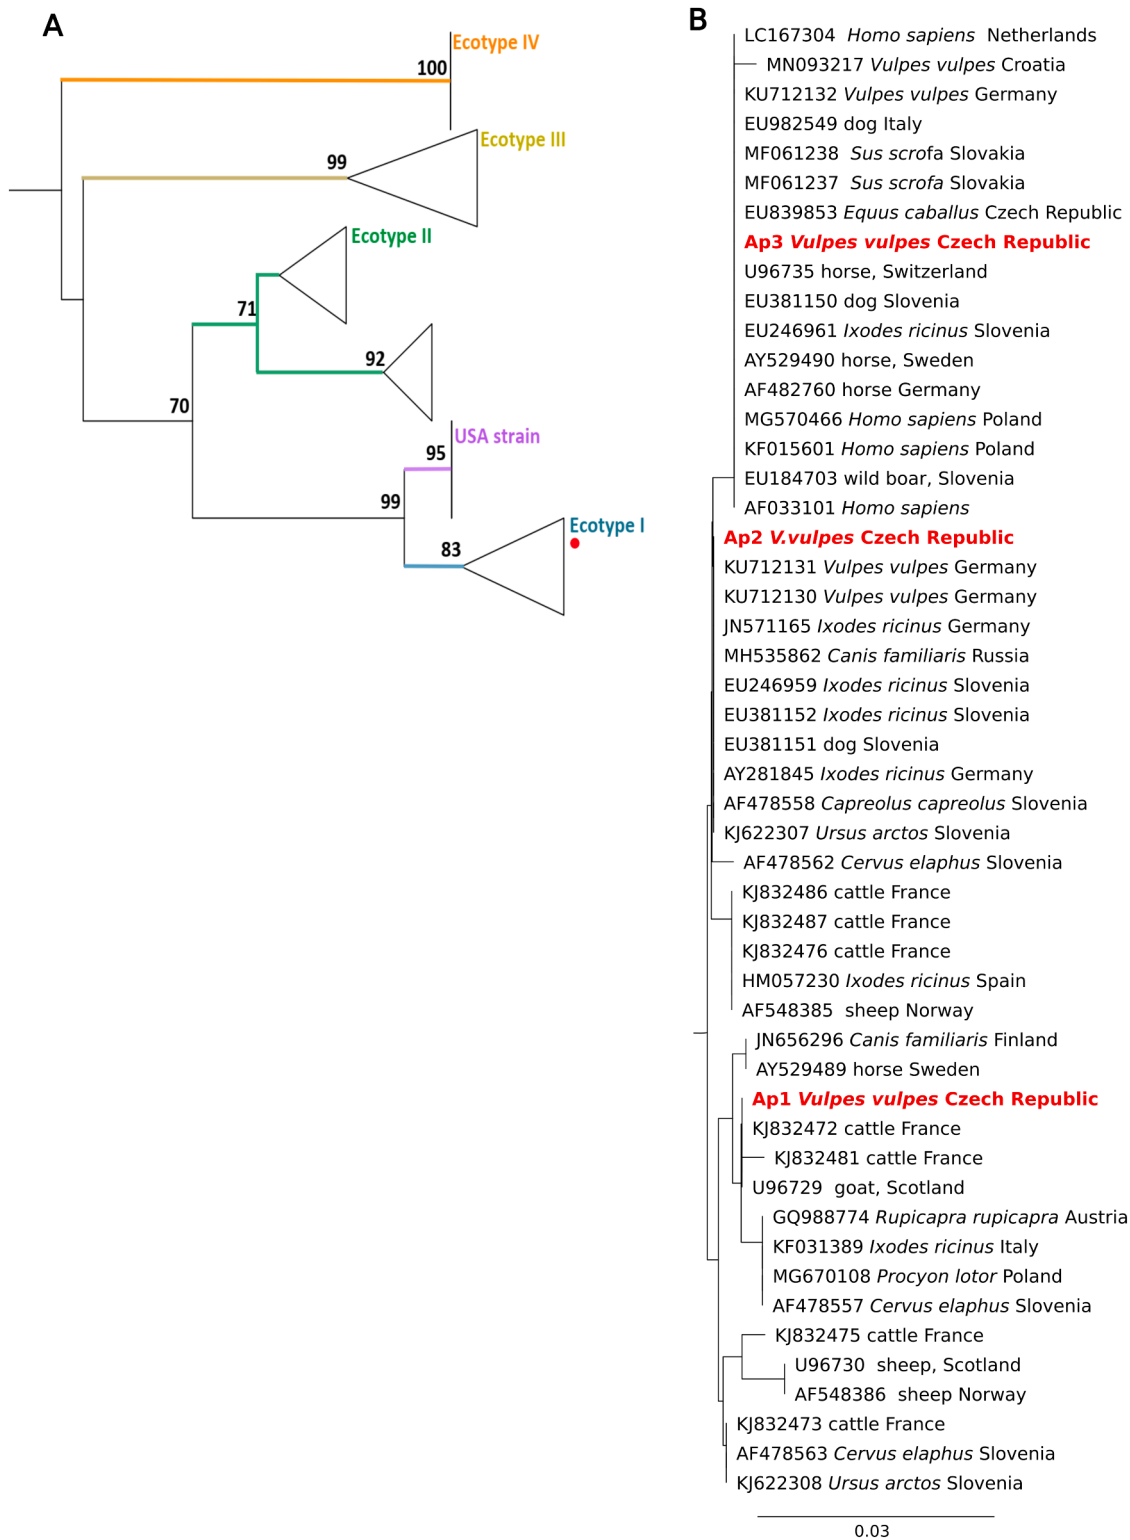 A
Ecotype IV
100
Ecotype III
99
Ecotype II
71
92
70
USA strain
95
99
Ecotype I
83
B
LC167304 Homo sapiens Netherlands
MN093217 Vulpes vulpes Croatia
KU712132 Vulpes vulpes Germany
EU982549 dog Italy
MF061238 Sus scrofa Slovakia
MF061237 Sus scrofa Slovakia
EU839853 Equus caballus Czech Republic
Ap3 Vulpes vulpes Czech Republic
U96735 horse, Switzerland
EU381150 dog Slovenia
EU246961 Ixodes ricinus Slovenia
AY529490 horse, Sweden
AF482760 horse Germany
MG570466 Homo sapiens Poland
KF015601 Homo sapiens Poland
EU184703 wild boar, Slovenia
AF033101 Homo sapiens
Ap2 V.vulpes Czech Republic
KU712131 Vulpes vulpes Germany
KU712130 Vulpes vulpes Germany
JN571165 Ixodes ricinus Germany
MH535862 Canis familiaris Russia
EU246959 Ixodes ricinus Slovenia
EU381152 Ixodes ricinus Slovenia
EU381151 dog Slovenia
AY281845 Ixodes ricinus Germany
AF478558 Capreolus capreolus Slovenia
KJ622307 Ursus arctos Slovenia
AF478562 Cervus elaphus Slovenia
KJ832486 cattle France
KJ832487 cattle France
KJ832476 cattle France
HM057230 Ixodes ricinus Spain
AF548385 sheep Norway
JN656296 Canis familiaris Finland
AY529489 horse Sweden
Ap1 Vulpes vulpes Czech Republic
KJ832472 cattle France
KJ832481 cattle France
U96729 goat, Scotland
GQ988774 Rupicapra rupicapra Austria
KF031389 Ixodes ricinus Italy
MG670108 Procyon lotor Poland
AF478557 Cervus elaphus Slovenia
KJ832475 cattle France
U96730 sheep, Scotland
AF548386 sheep Norway
KJ832473 cattle France
AF478563 Cervus elaphus Slovenia
KJ622308 Ursus arctos Slovenia
0.03